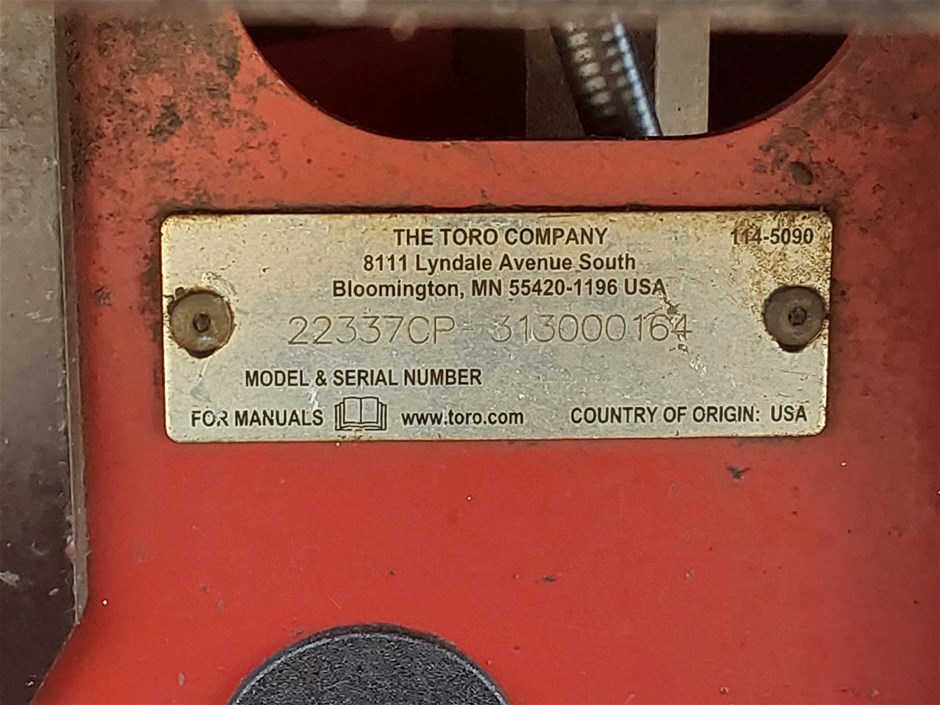 THE TORO COMPANY 114-5090
8111 Lyndale Avenue South
Bloomington, MN 55420-1196 USA
22337CP-313000164
MODEL & SERIAL NUMBER
FOR MANUALS www.toro.com COUNTRY OF ORIGIN: USA